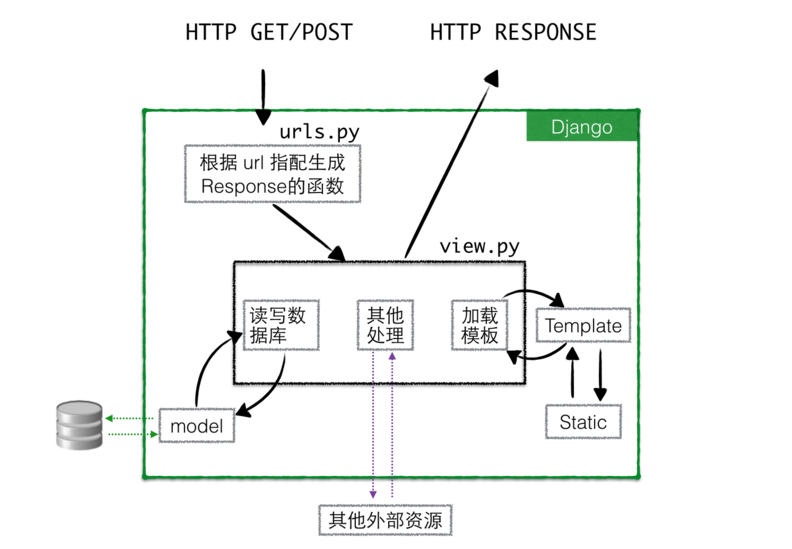 HTTP GET/POST
HTTP RESPONSE
Django
urls.py
根据 url 指配生成
Response的函数
view.py
读写数
据库
其他
处理
加载
模板
Template
model
Static
其他外部资源